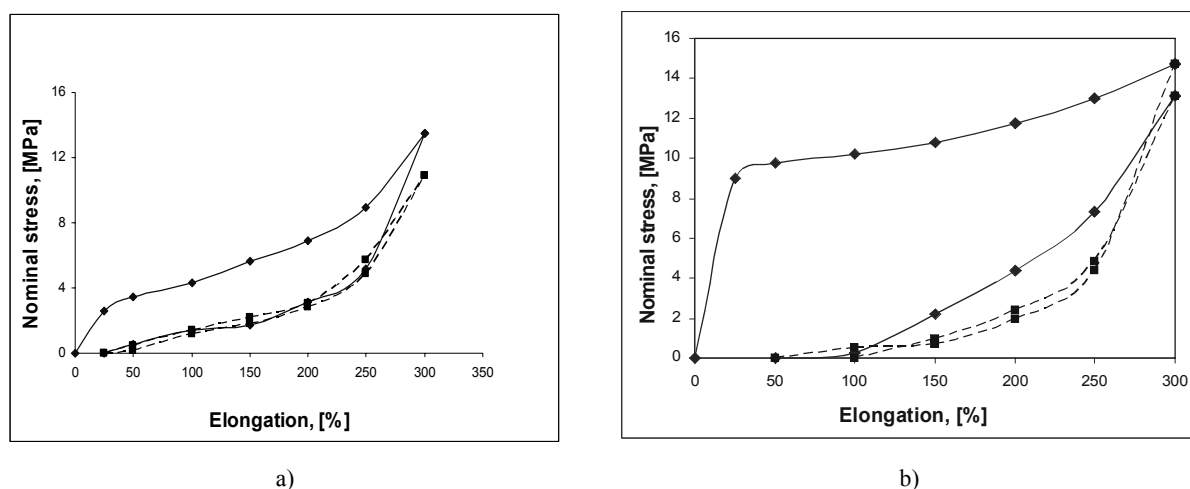 16
12
8
4
0
Nominal stress, [MPa]
0 50 100 150 200 250 300 350
Elongation, [%]
a)
16
14
12
10
8
6
4
2
0
Nominal stress, [MPa]
0 50 100 150 200 250 300
Elongation, [%]
b)